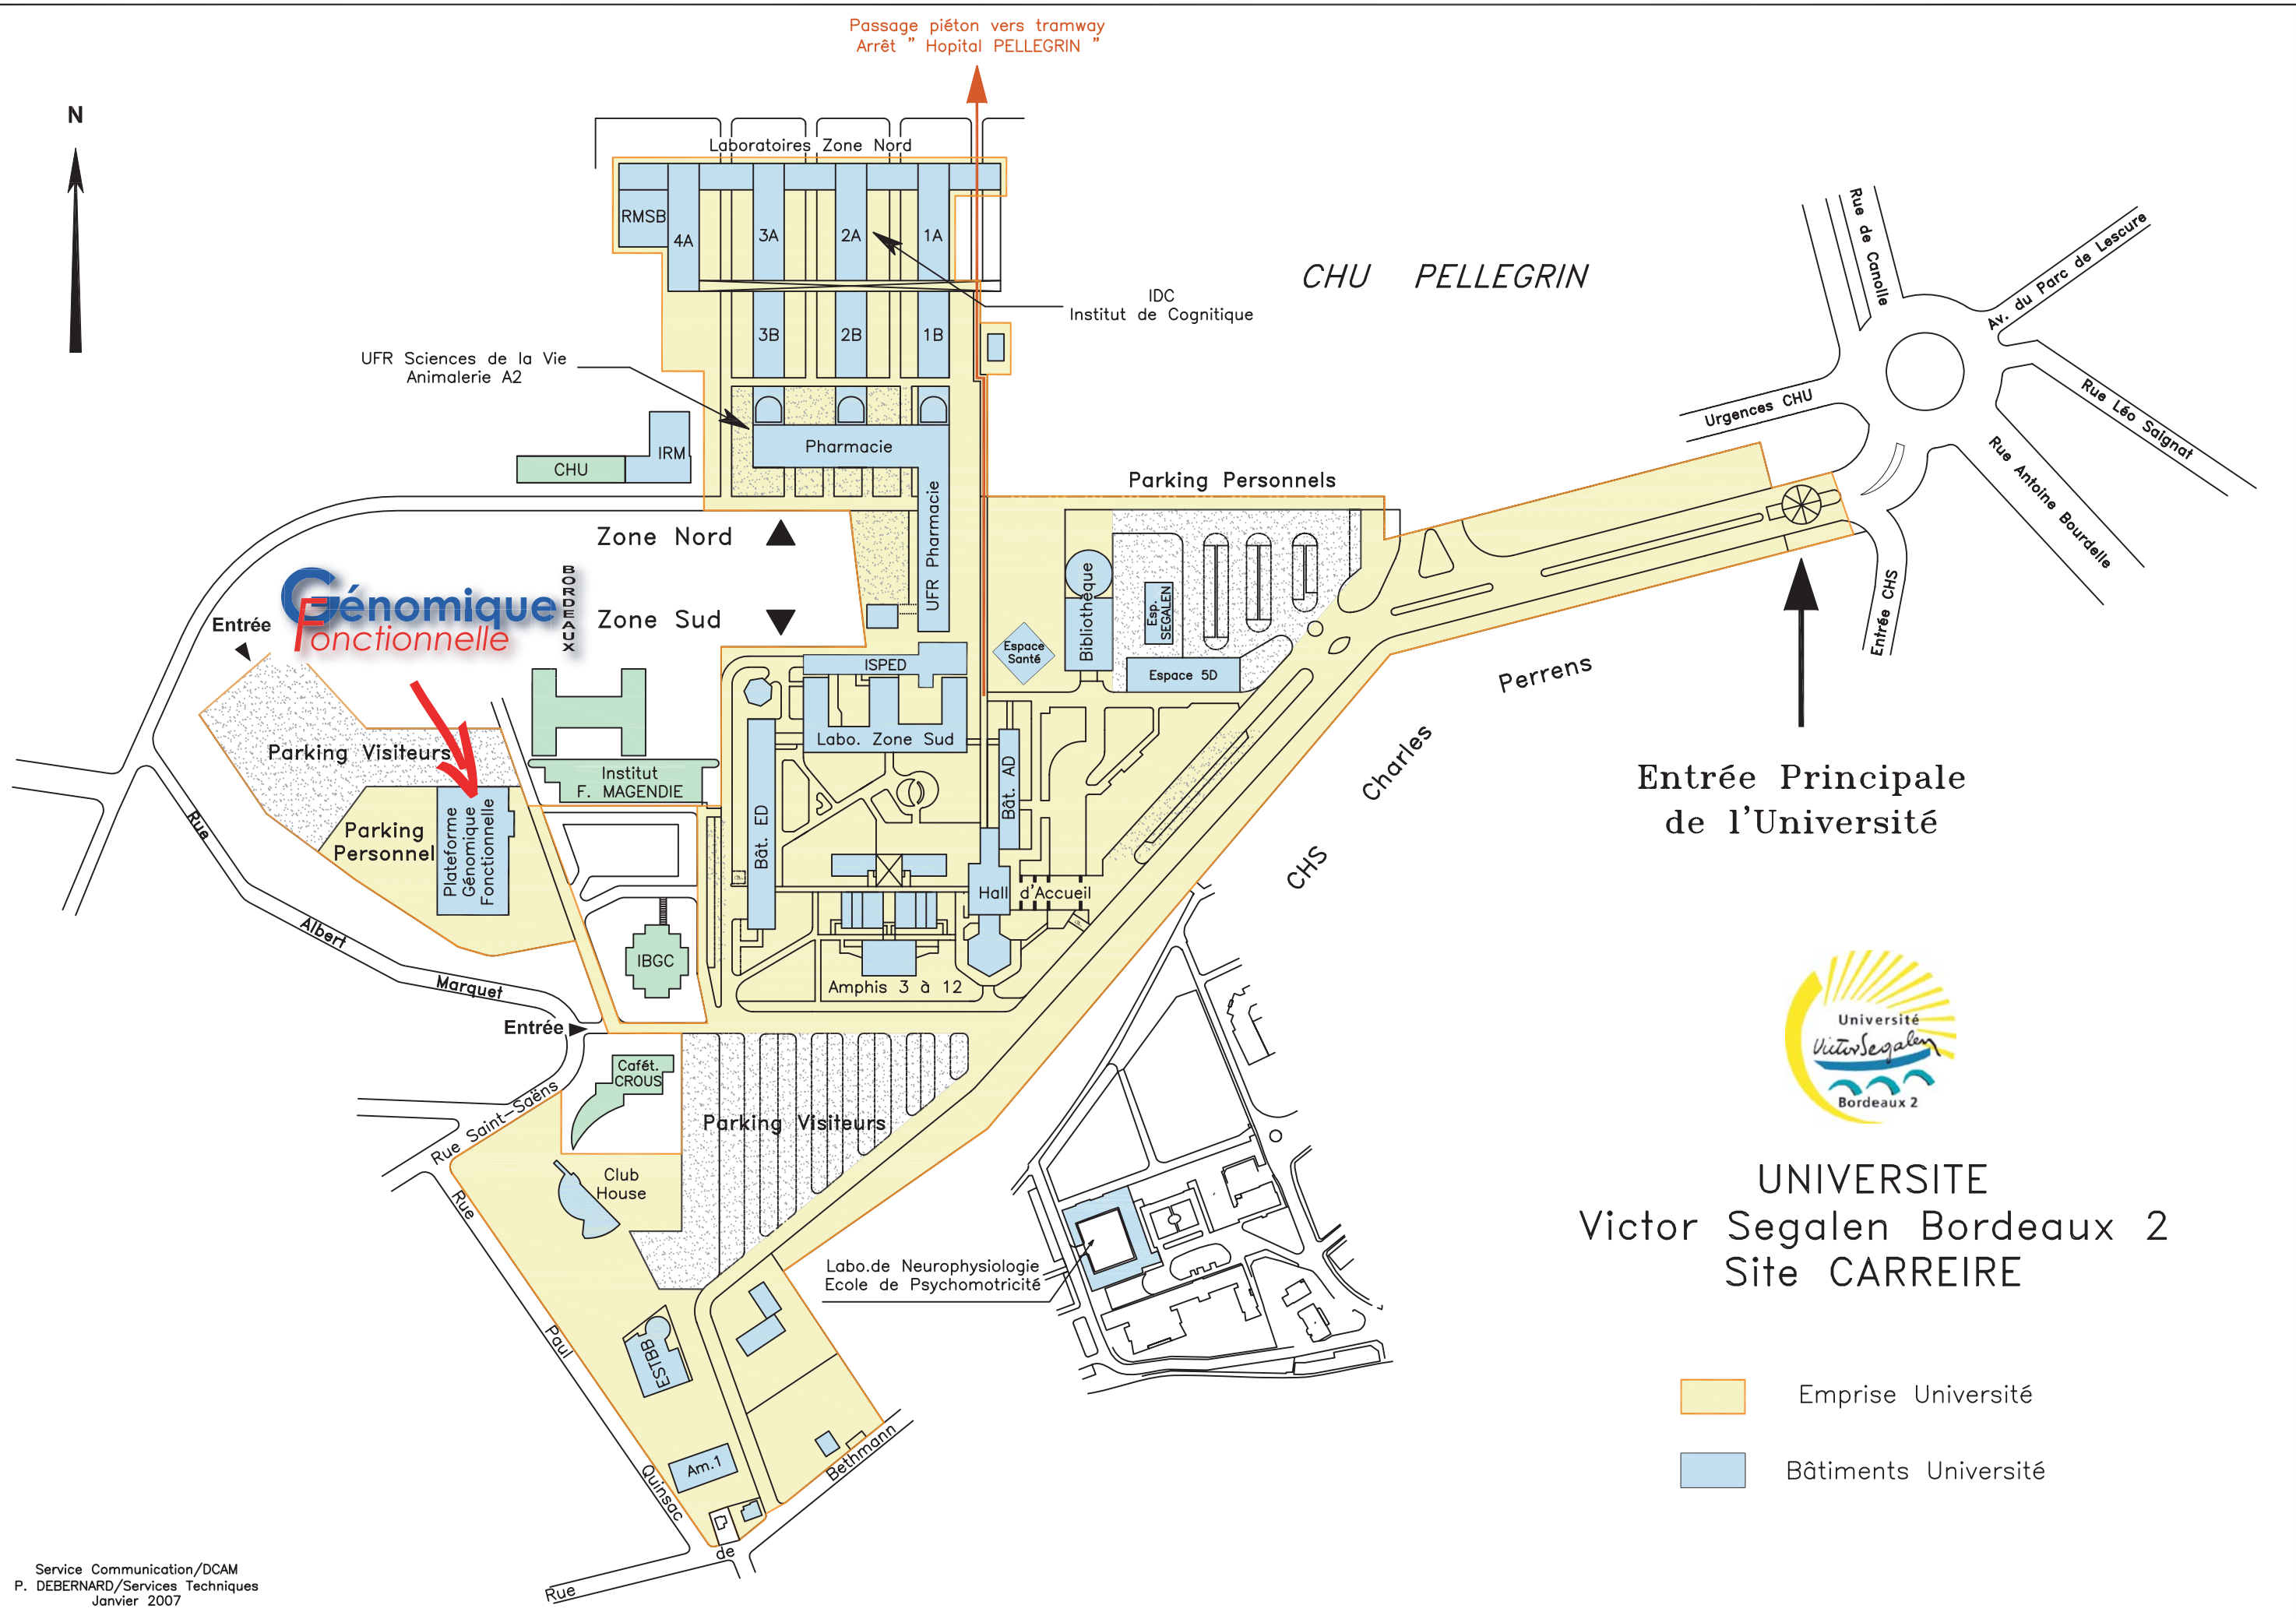 Passage piéton vers tramway
Arrêt " Hopital PELLEGRIN "
N
Laboratoires Zone Nord
RMSB
4A
3A
2A
1A
IDC
Institut de Cognitique
CHU PELLEGRIN
3B
2B
1B
UFR Sciences de la Vie
Animalerie A2
Pharmacie
CHU
IRM
UFR Pharmacie
Rue de Canolle
Av. du Parc de Lescure
Urgences CHU
Rue Léo Saignat
Rue Antoine Bourdelle
Entrée CHS
Parking Personnels
Zone Nord
Zone Sud
Génomique
Fonctionnelle
BORDEAUX
Entrée
Bibliothèque
Esp.
SEGALEN
Espace
Santé
Espace 5D
ISPED
Labo. Zone Sud
CHS Charles Perrens
Entrée Principale
de l'Université
Parking Visiteurs
Institut
F. MAGENDIE
Parking
Personnel
Plateforme
Génomique
Fonctionnelle
Bât. ED
Bât. AD
Hall d'Accueil
IBGC
Amphis 3 à 12
Rue Albert Marquet
Entrée
Cafét.
CROUS
Rue Saint-Saëns
Parking Visiteurs
Club
House
Labo.de Neurophysiologie
Ecole de Psychomotricité
ESTBB
Am.1
Rue Paul Quinsac
Rue de Bethmann
Université
Victor Segalen
Bordeaux 2
UNIVERSITE
Victor Segalen Bordeaux 2
Site CARREIRE
Emprise Université
Bâtiments Université
Service Communication/DCAM
P. DEBERNARD/Services Techniques
Janvier 2007